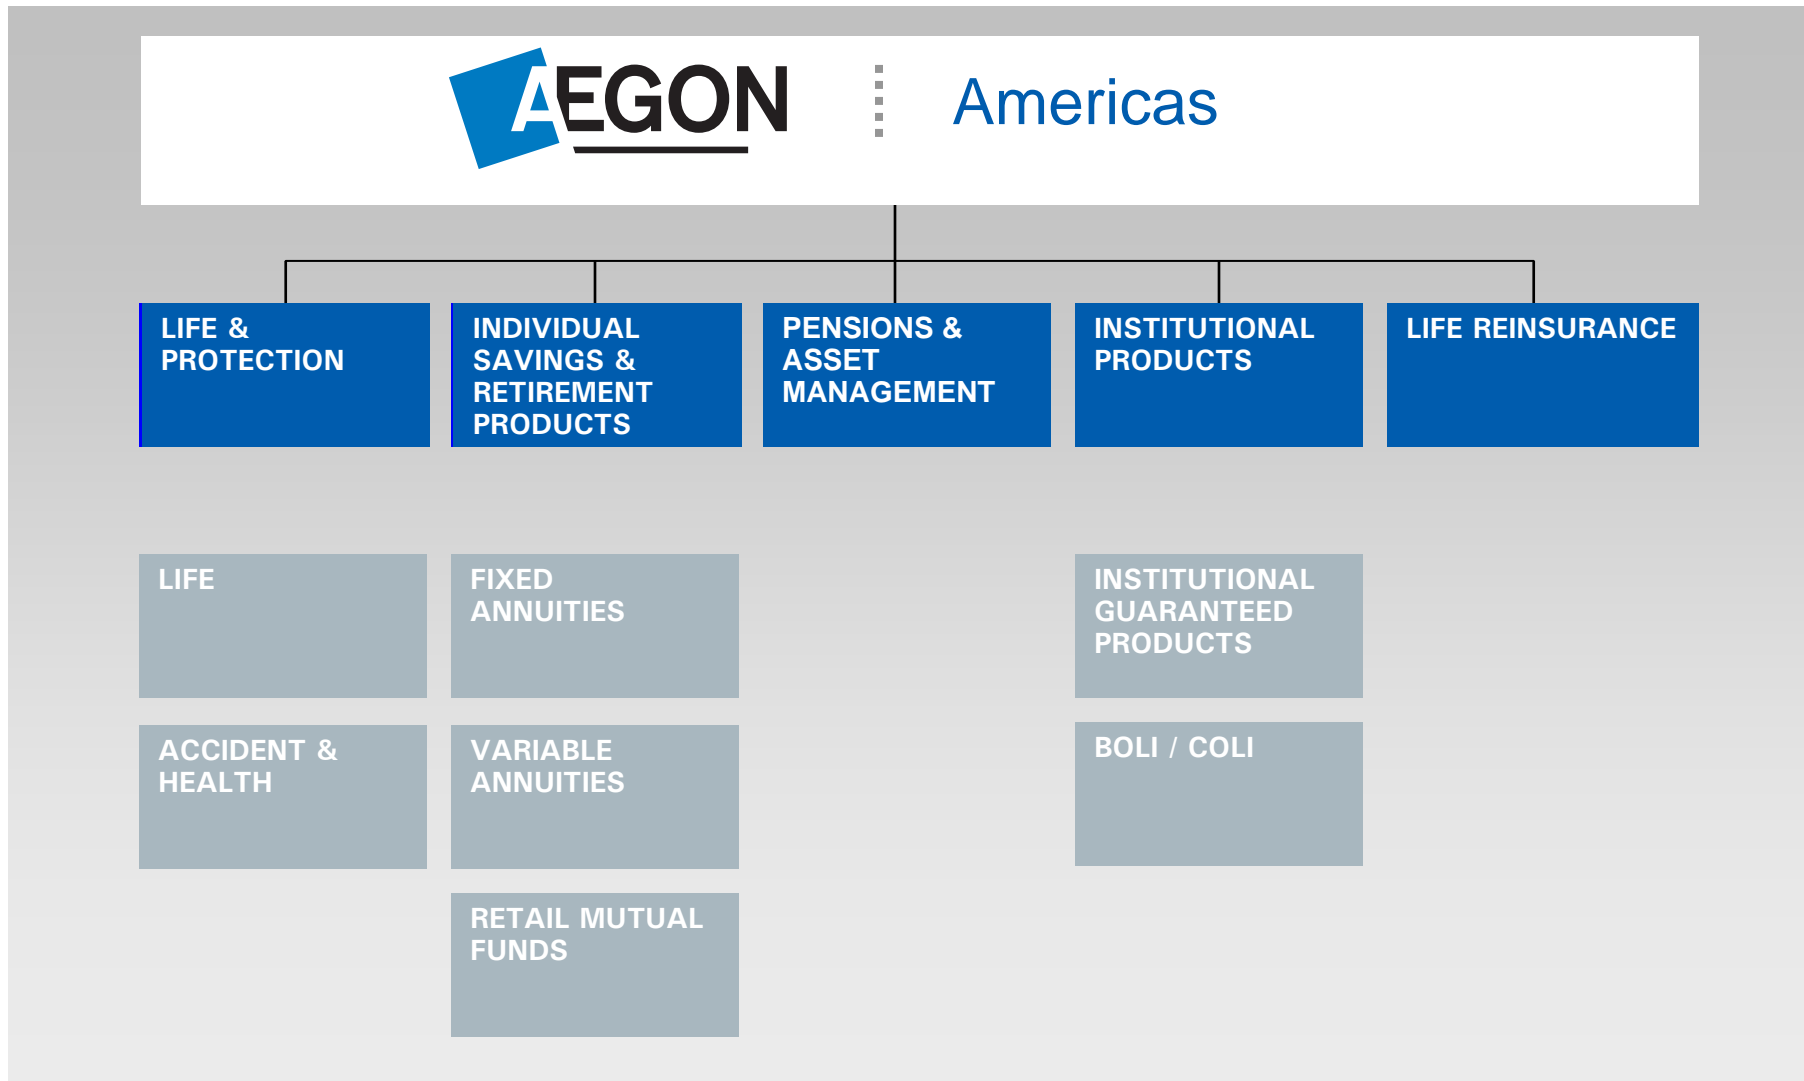 AEGON
Americas
LIFE &
PROTECTION
INDIVIDUAL
SAVINGS &
RETIREMENT
PRODUCTS
PENSIONS &
ASSET
MANAGEMENT
INSTITUTIONAL
PRODUCTS
LIFE REINSURANCE
LIFE
FIXED
ANNUITIES
INSTITUTIONAL
GUARANTEED
PRODUCTS
ACCIDENT &
HEALTH
VARIABLE
ANNUITIES
BOLI / COLI
RETAIL MUTUAL
FUNDS